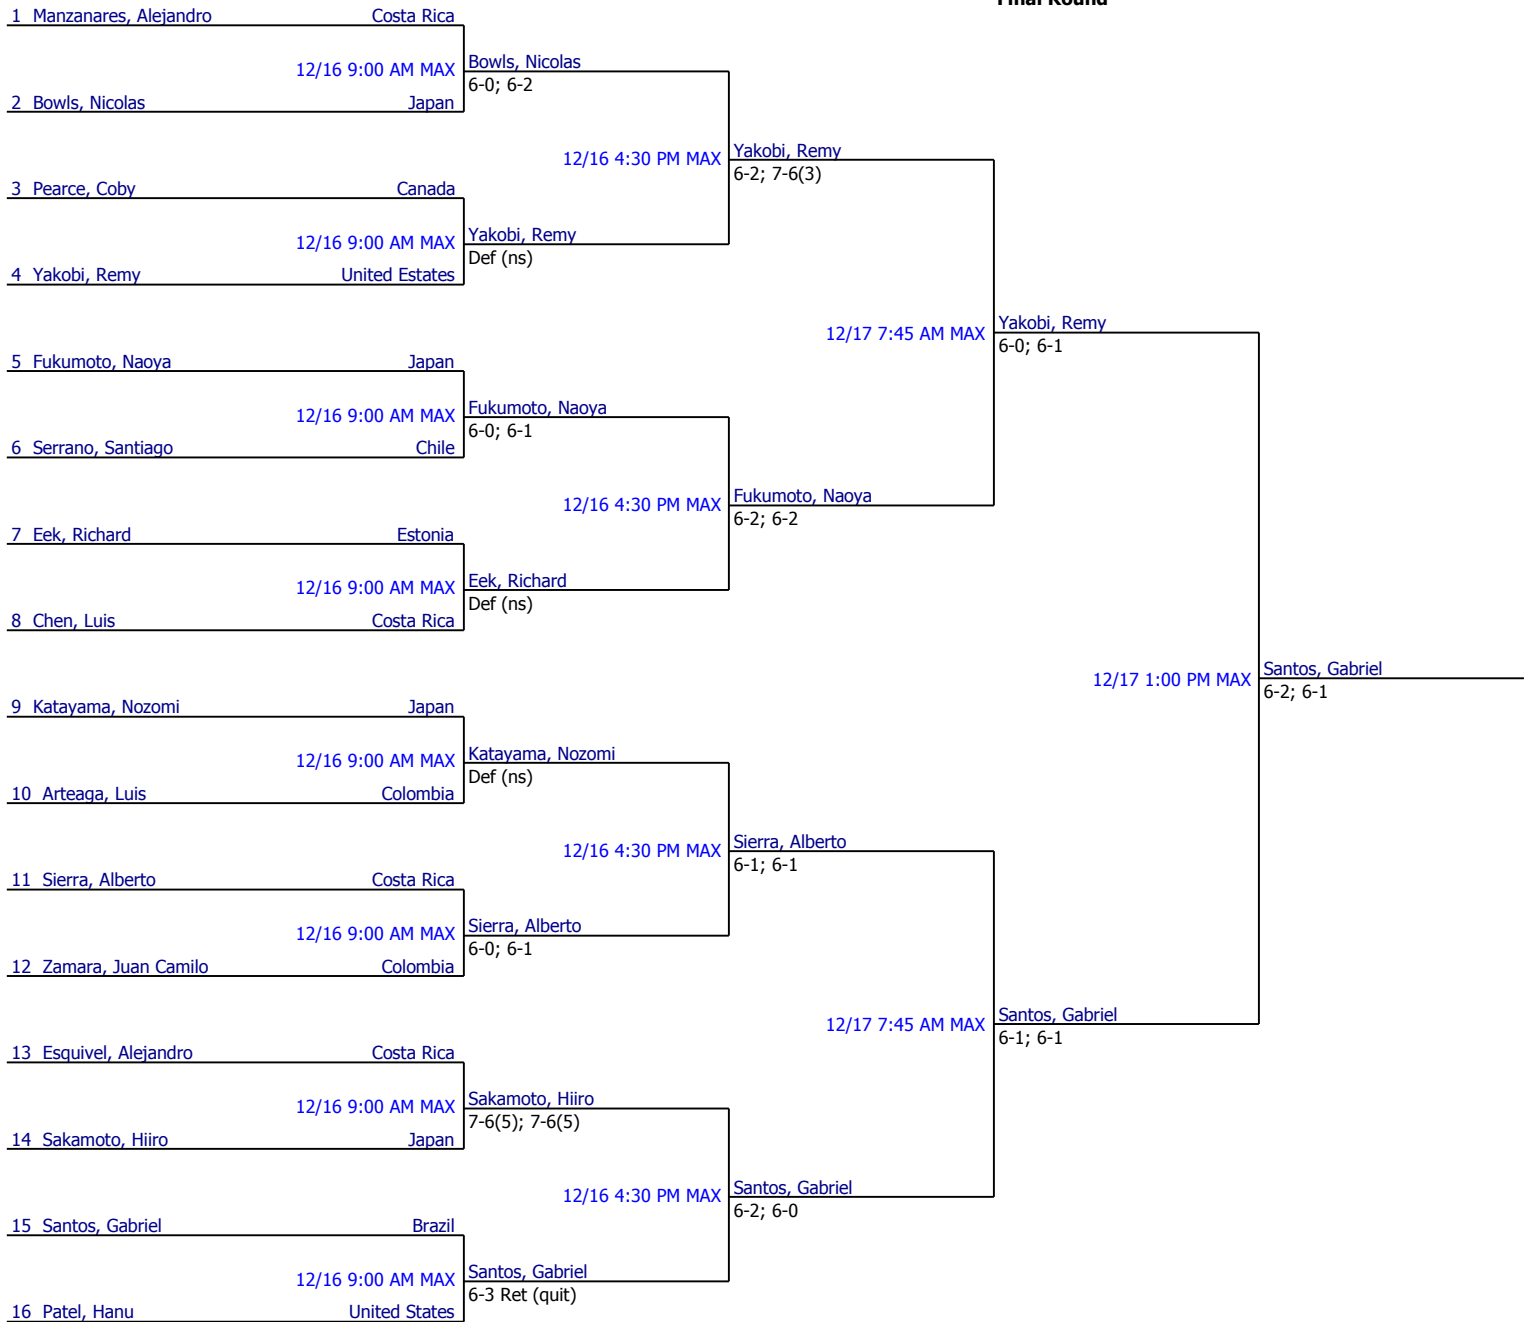 Final Round
1 Manzanares, Alejandro Costa Rica
12/16 9:00 AM MAX
Bowls, Nicolas
6-0; 6-2
2 Bowls, Nicolas Japan
12/16 4:30 PM MAX
Yakobi, Remy
6-2; 7-6(3)
3 Pearce, Coby Canada
12/16 9:00 AM MAX
Yakobi, Remy
Def (ns)
4 Yakobi, Remy United Estates
12/17 7:45 AM MAX
Yakobi, Remy
6-0; 6-1
5 Fukumoto, Naoya Japan
12/16 9:00 AM MAX
Fukumoto, Naoya
6-0; 6-1
6 Serrano, Santiago Chile
12/16 4:30 PM MAX
Fukumoto, Naoya
6-2; 6-2
7 Eek, Richard Estonia
12/16 9:00 AM MAX
Eek, Richard
Def (ns)
8 Chen, Luis Costa Rica
12/17 1:00 PM MAX
Santos, Gabriel
6-2; 6-1
9 Katayama, Nozomi Japan
12/16 9:00 AM MAX
Katayama, Nozomi
Def (ns)
10 Arteaga, Luis Colombia
12/16 4:30 PM MAX
Sierra, Alberto
6-1; 6-1
11 Sierra, Alberto Costa Rica
12/16 9:00 AM MAX
Sierra, Alberto
6-0; 6-1
12 Zamara, Juan Camilo Colombia
12/17 7:45 AM MAX
Santos, Gabriel
6-1; 6-1
13 Esquivel, Alejandro Costa Rica
12/16 9:00 AM MAX
Sakamoto, Hiiro
7-6(5); 7-6(5)
14 Sakamoto, Hiiro Japan
12/16 4:30 PM MAX
Santos, Gabriel
6-2; 6-0
15 Santos, Gabriel Brazil
12/16 9:00 AM MAX
Santos, Gabriel
6-3 Ret (quit)
16 Patel, Hanu United States